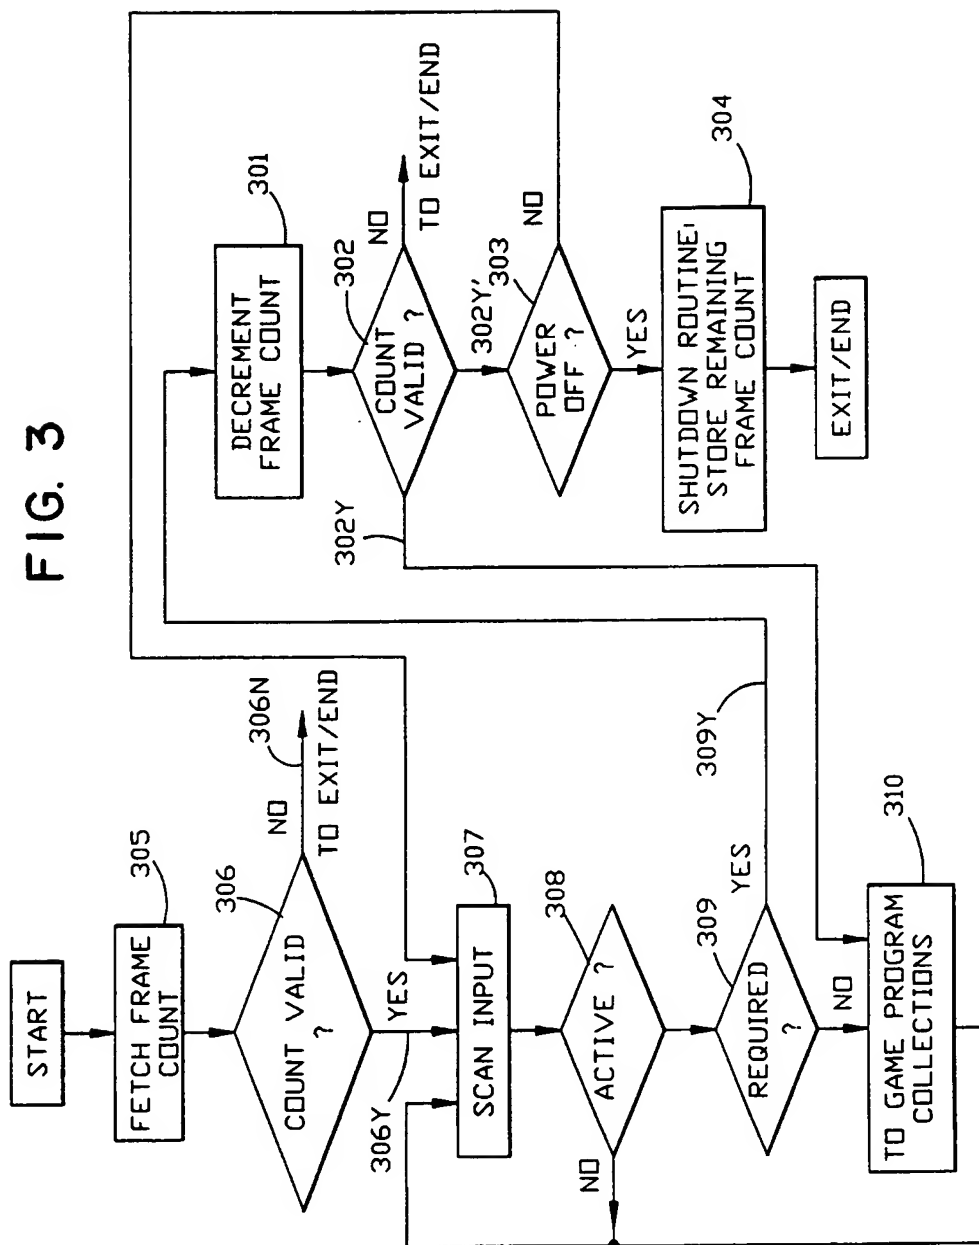 FIG. 3
START
FETCH FRAME
COUNT
305
COUNT VALID
?
306
NO
306N
TO EXIT/END
YES
306Y
SCAN INPUT
307
ACTIVE ?
308
NO
REQUIRED
?
309
YES
309Y
NO
TO GAME PROGRAM
COLLECTIONS
310
DECREMENT
FRAME COUNT
301
COUNT
VALID ?
302
NO
TO EXIT/END
302Y
302Y'
POWER
OFF ?
303
NO
YES
SHUTDOWN ROUTINE;
STORE REMAINING
FRAME COUNT
304
EXIT/END